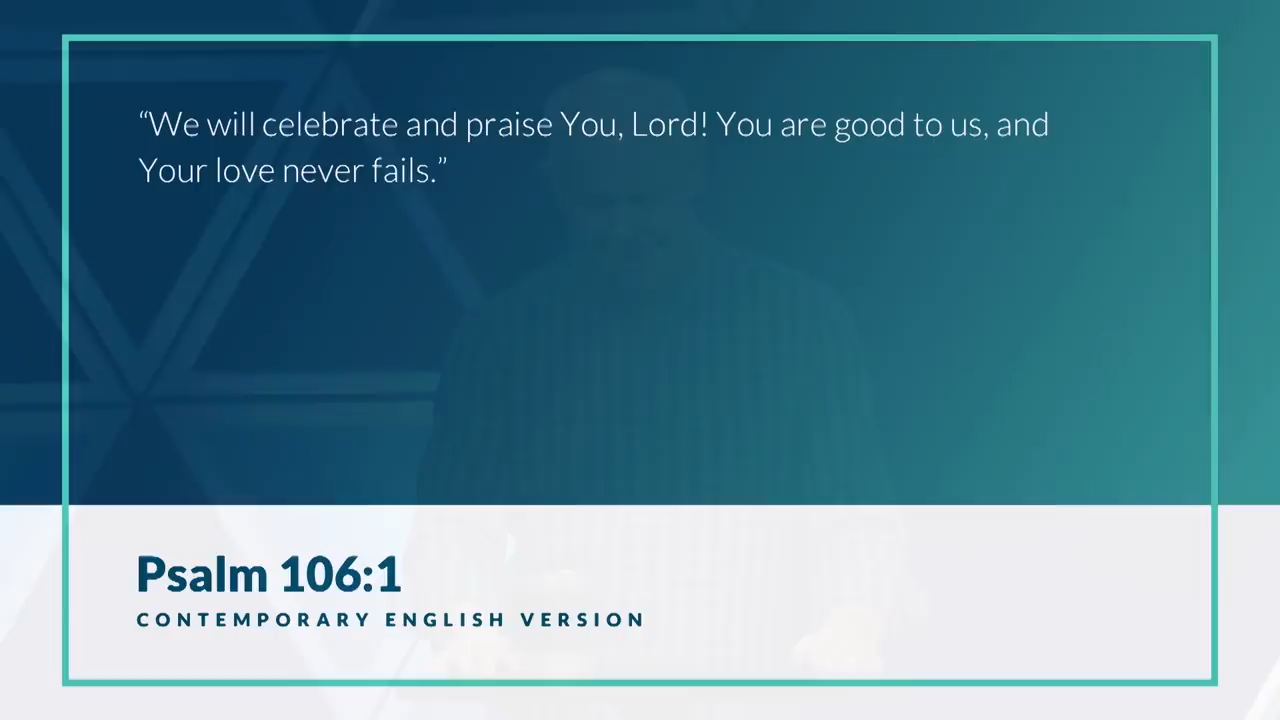 “We will celebrate and praise You, Lord! You are good to us, and
Your love never fails.”
Psalm 106:1
CONTEMPORARY ENGLISH VERSION